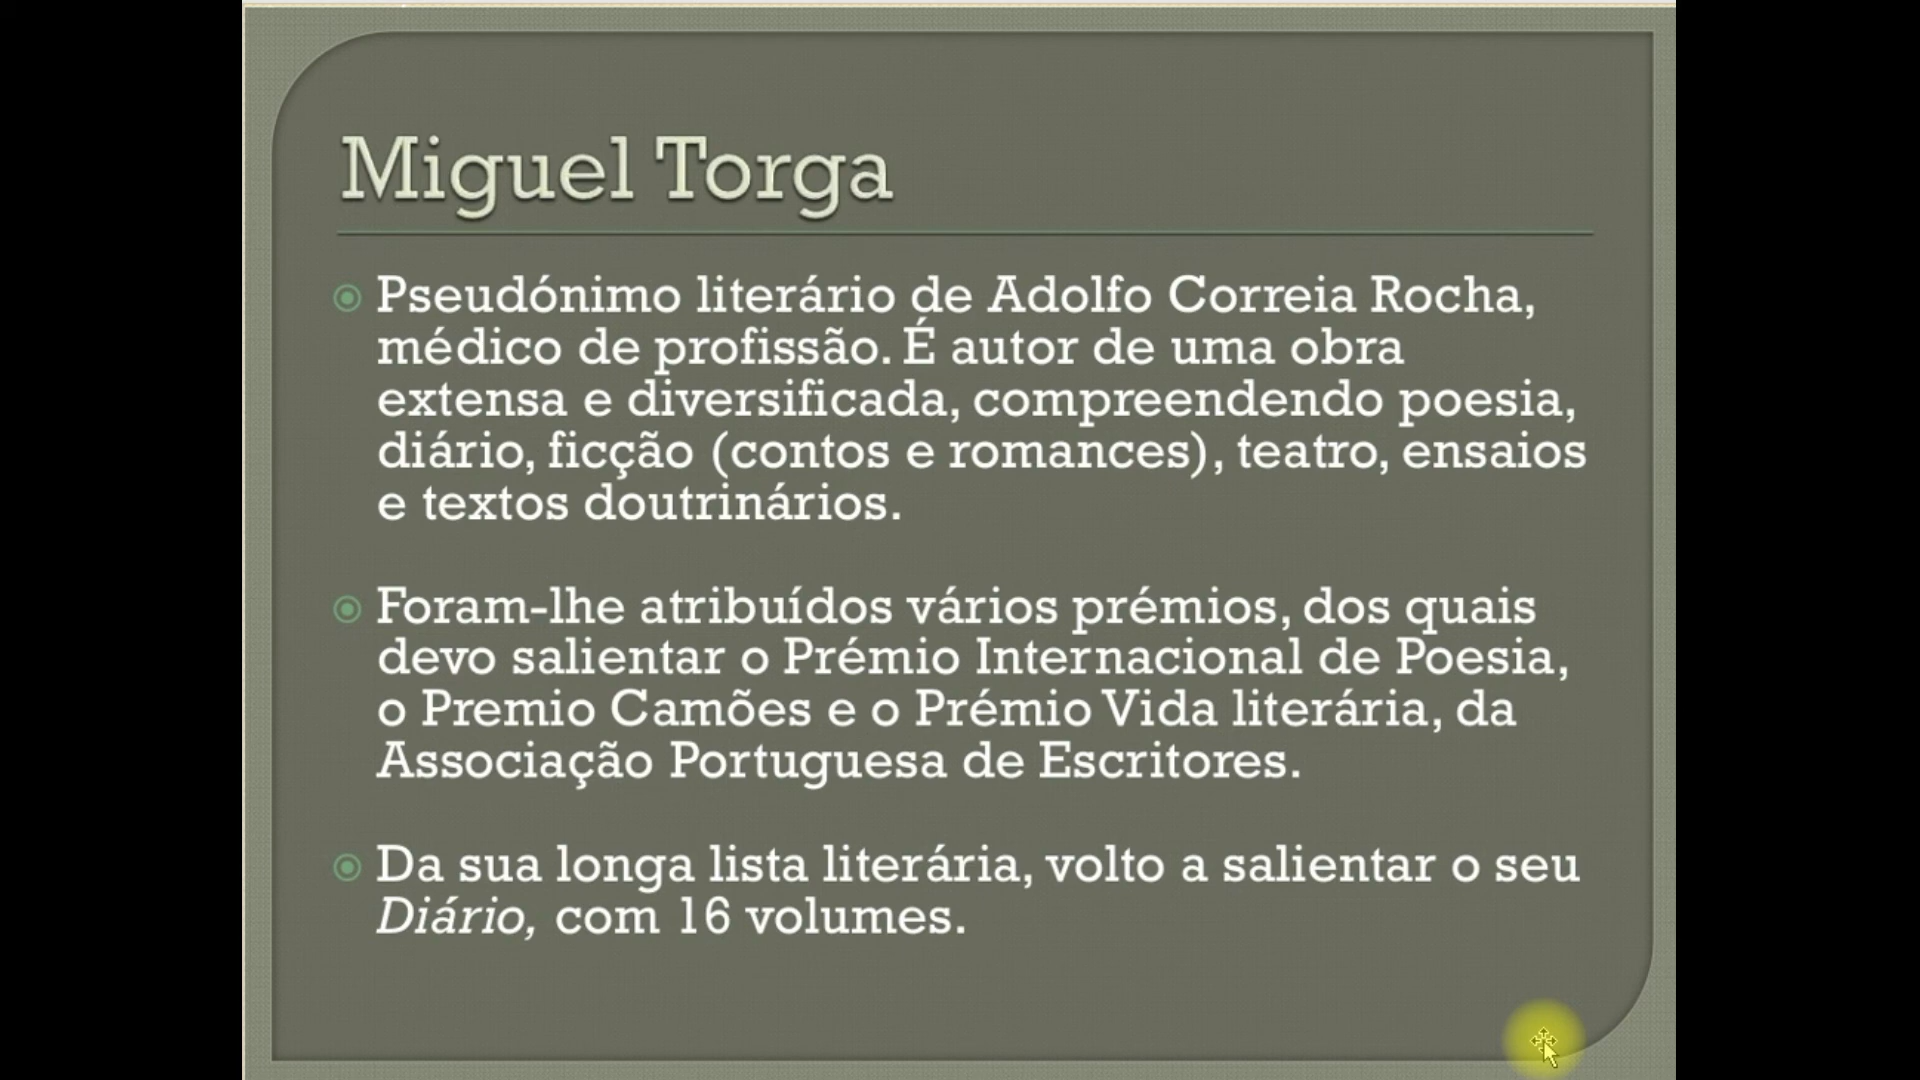 Miguel Torga
Pseudónimo literário de Adolfo Correia Rocha,
médico de profissão. É autor de uma obra
extensa e diversificada, compreendendo poesia,
diário, ficção (contos e romances), teatro, ensaios
e textos doutrinários.
Foram-lhe atribuídos vários prémios, dos quais
devo salientar o Prémio Internacional de Poesia,
o Premio Camões e o Prémio Vida literária, da
Associação Portuguesa de Escritores.
Da sua longa lista literária, volto a salientar o seu
Diário, com 16 volumes.